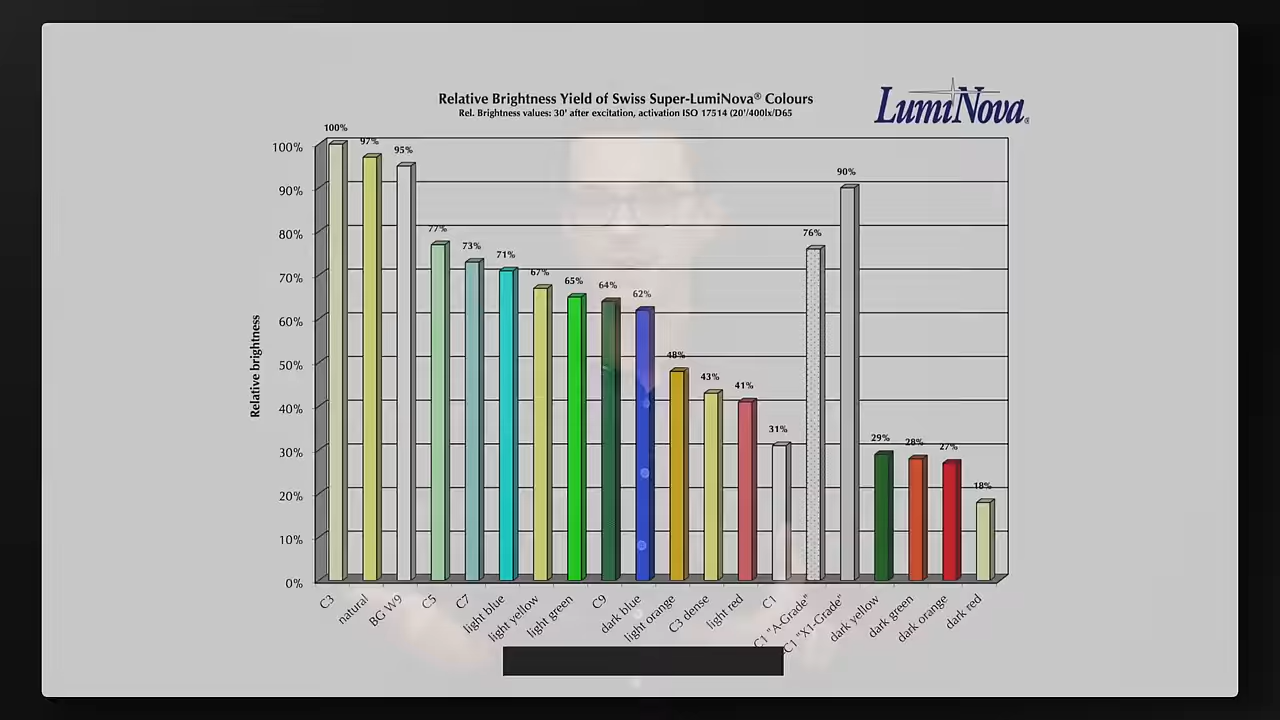 Relative Brightness Yield of Swiss Super-LumiNova® Colours
Rel. Brightness values: 30' after excitation, activation ISO 17514 (20'/400lx/D65
LumiNova®
Relative brightness
100%
90%
80%
70%
60%
50%
40%
30%
20%
10%
0%
100%
97%
95%
77%
73%
71%
67%
65%
64%
62%
48%
43%
41%
31%
76%
90%
29%
28%
27%
18%
C3
natural
BG W9
C5
C7
light blue
light yellow
light green
C9
dark blue
light orange
C3 dense
light red
C1
C1 "A-Grade"
C1 "X1-Grade"
dark yellow
dark green
dark orange
dark red